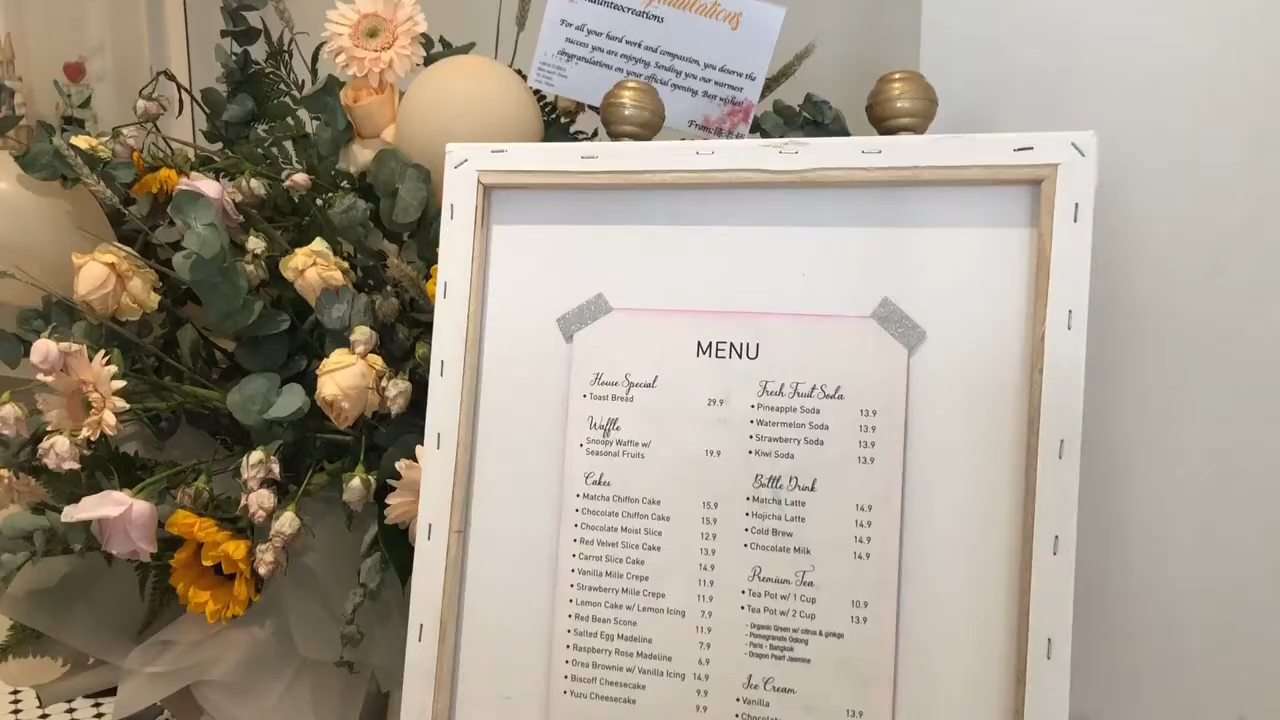 For all your hard work and compassion, you deserve the
success you are enjoying. Sending you our warmest
congratulations on your official opening. Best wishes!
From:
MENU
House Special
• Toast Bread 29.9
Waffle
• Snoopy Waffle w/
Seasonal Fruits 19.9
Cakes
• Matcha Chiffon Cake 15.9
• Chocolate Chiffon Cake 15.9
• Chocolate Moist Slice 12.9
• Red Velvet Slice Cake 13.9
• Carrot Slice Cake 14.9
• Vanilla Mille Crepe 11.9
• Strawberry Mille Crepe 11.9
• Lemon Cake w/ Lemon Icing 7.9
• Red Bean Scone 11.9
• Salted Egg Madeline 7.9
• Raspberry Rose Madeline 6.9
• Orea Brownie w/ Vanilla Icing 14.9
• Biscoff Cheesecake 9.9
• Yuzu Cheesecake 9.9
Fresh Fruit Soda
• Pineapple Soda 13.9
• Watermelon Soda 13.9
• Strawberry Soda 13.9
• Kiwi Soda 13.9
Bottle Drink
• Matcha Latte 14.9
• Hojicha Latte 14.9
• Cold Brew 14.9
• Chocolate Milk 14.9
Premium Tea
• Tea Pot w/ 1 Cup 10.9
• Tea Pot w/ 2 Cup 13.9
- Organic Green w/ citrus & ginkgo
- Pomegranate Oolong
- Paris - Bangkok
- Dragon Pearl Jasmine
Ice Cream
• Vanilla 13.9